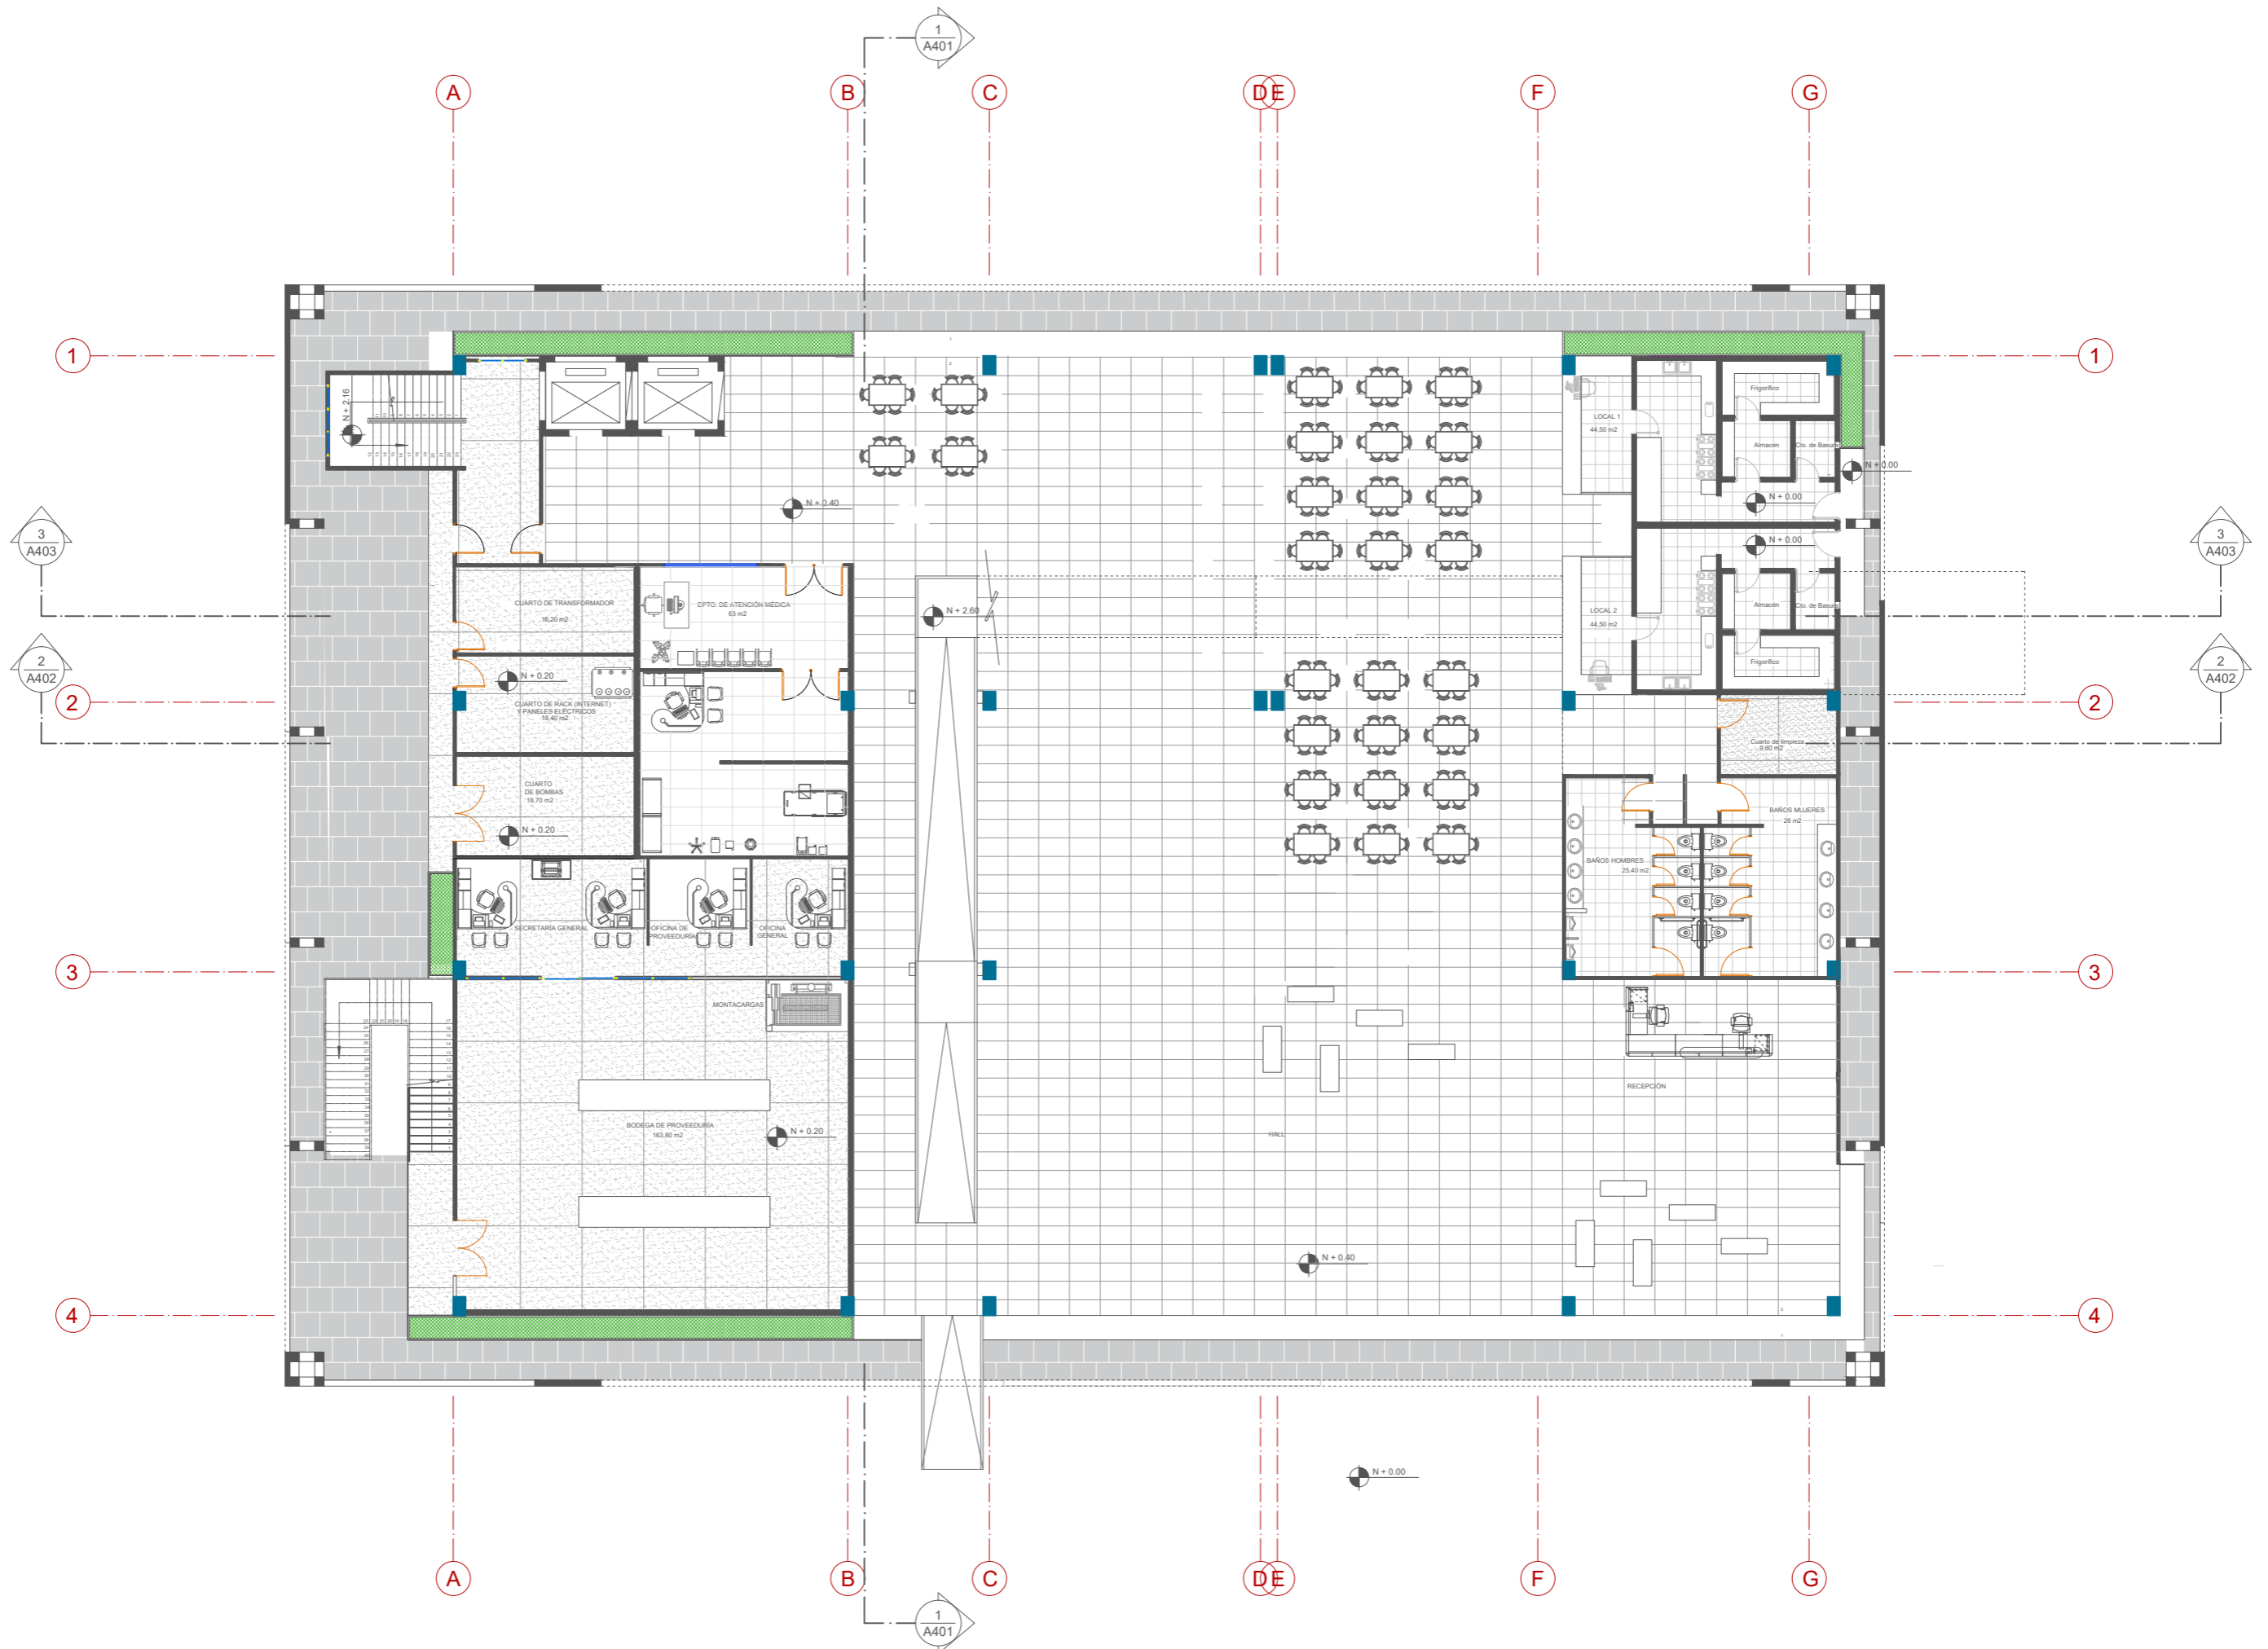 1
A401
A
B
C
D
E
F
G
1
1
N + 2.16
Frigorífico
LOCAL 1
44,50 m2
Almacén
Cto. de Basura
N + 0.00
N + 0.00
N + 0.40
3
A403
3
A403
N + 0.00
CUARTO DE TRANSFORMADOR
16,20 m2
DPTO. DE ATENCIÓN MÉDICA
63 m2
N + 2.60
LOCAL 2
44,50 m2
Almacén
Cto. de Basura
Frigorífico
2
A402
2
A402
N + 0.20
2
2
CUARTO DE RACK (INTERNET)
Y PANELES ELÉCTRICOS
18,40 m2
Cuarto de limpieza
9,60 m2
CUARTO
DE BOMBAS
18,70 m2
N + 0.20
BAÑOS MUJERES
26 m2
BAÑOS HOMBRES
25,40 m2
SECRETARÍA GENERAL
OFICINA DE
PROVEEDURÍA
OFICINA
GENERAL
3
3
MONTACARGAS
RECEPCIÓN
BODEGA DE PROVEEDURÍA
163,80 m2
N + 0.20
HALL
N + 0.40
4
4
N + 0.00
A
B
C
D
E
F
G
1
A401